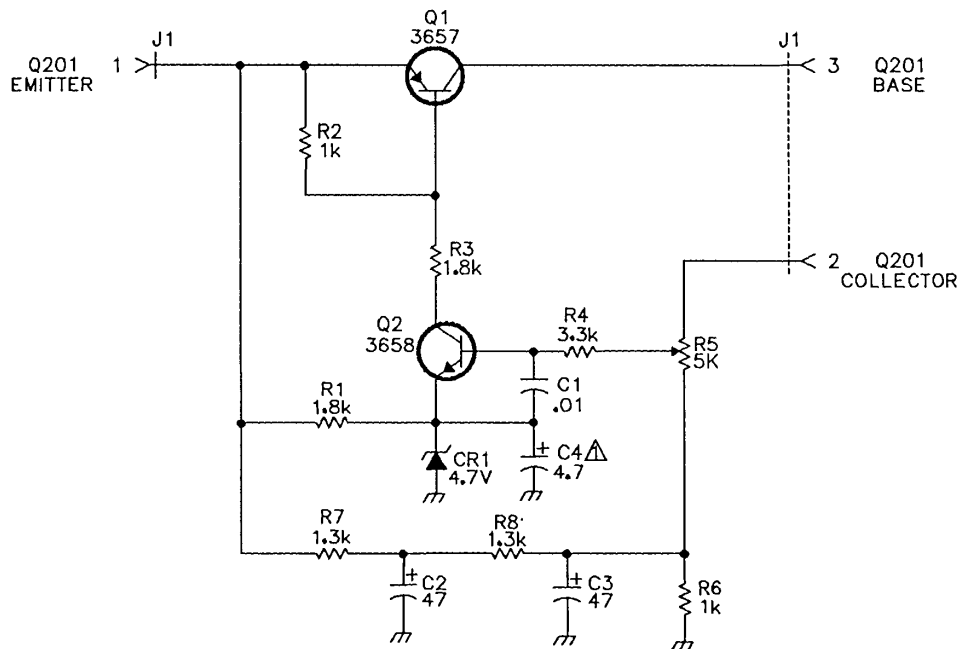 Q1
3657
J1
J1
Q201
EMITTER
1
3
Q201
BASE
R2
1k
R3
1.8k
2
Q201
COLLECTOR
Q2
3658
R4
3.3k
R5
5K
R1
1.8k
C1
.01
CR1
4.7V
C4 1
4.7
R7
1.3k
R8
1.3k
C2
+
47
C3
+
47
R6
1k
+